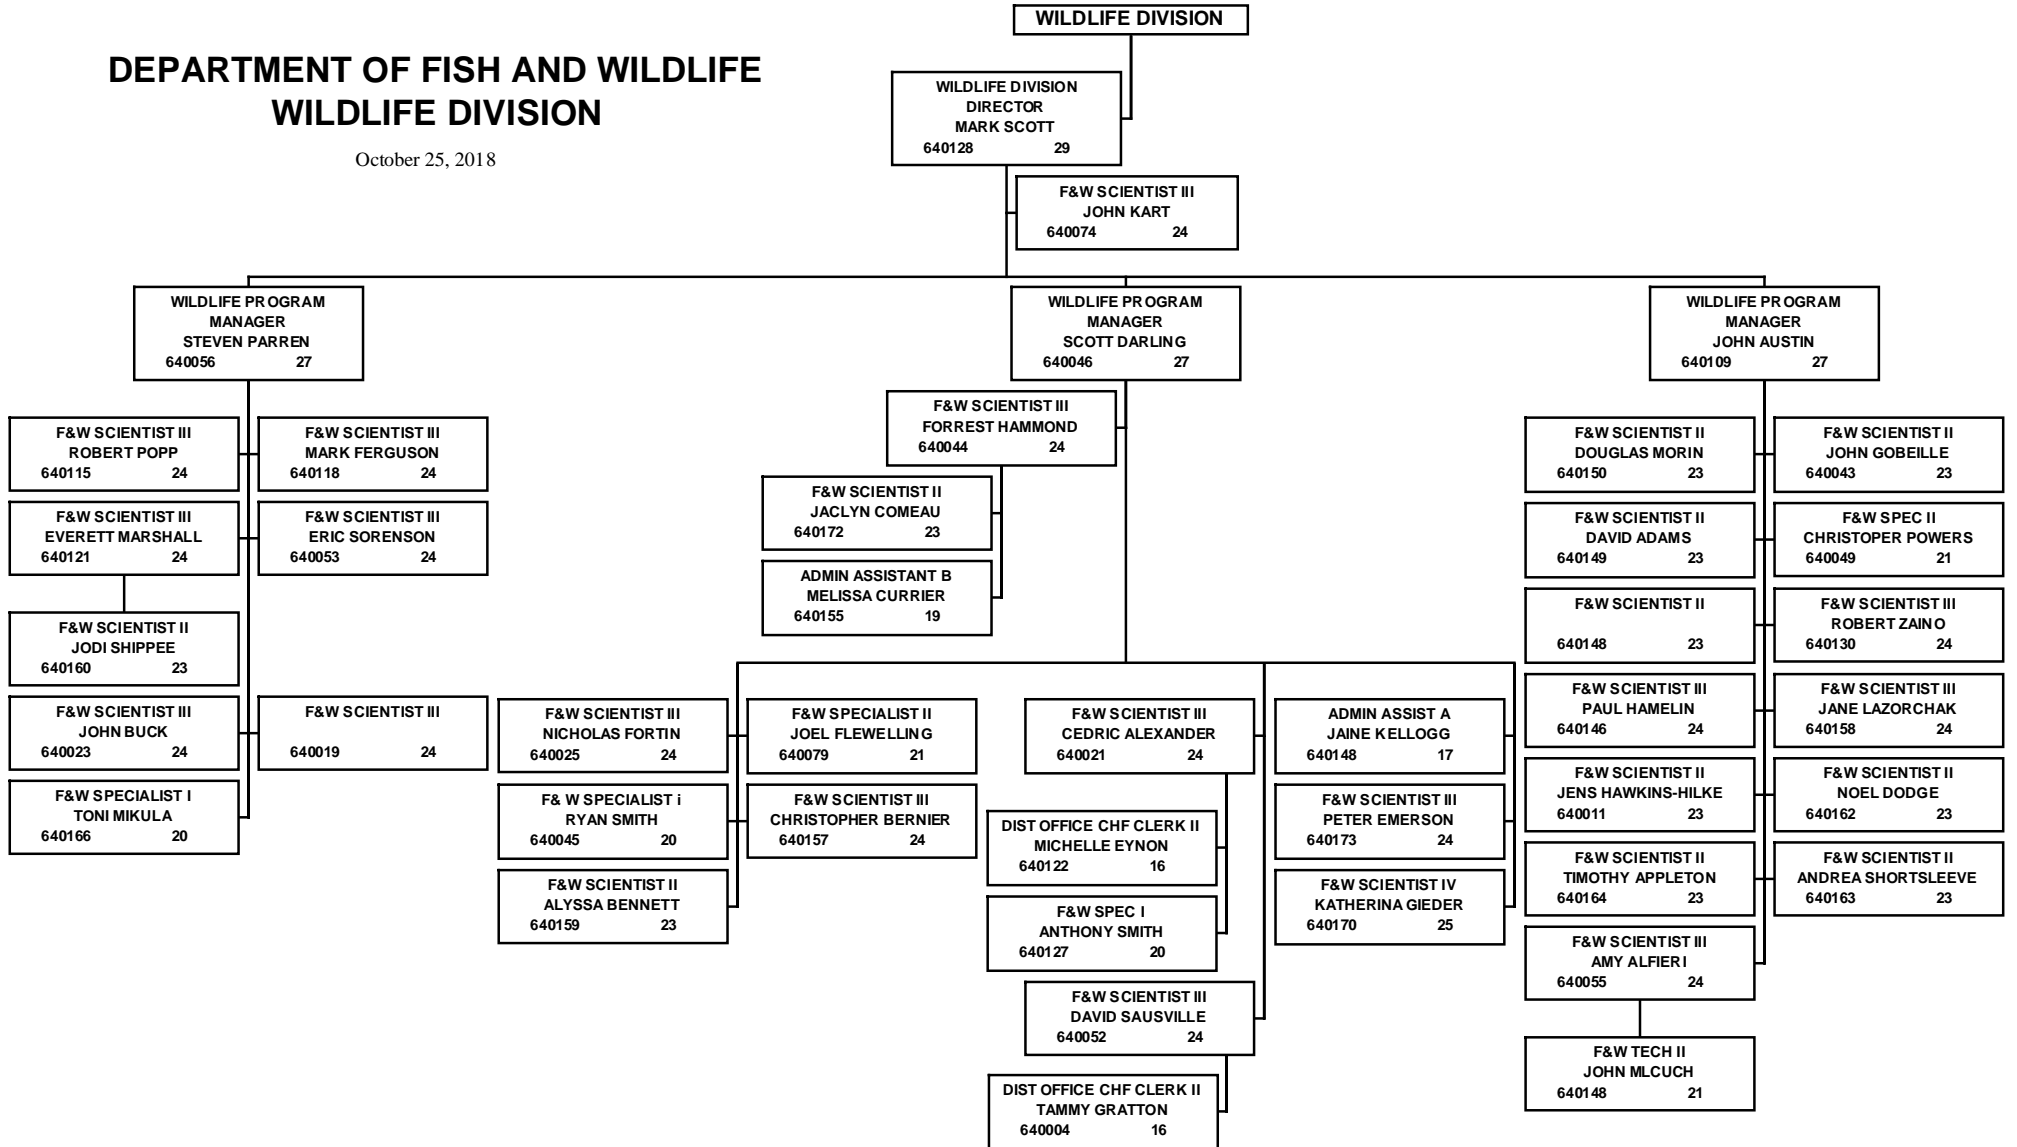 WILDLIFE DIVISION
DEPARTMENT OF FISH AND WILDLIFE
WILDLIFE DIVISION
October 25, 2018
WILDLIFE DIVISION
DIRECTOR
MARK SCOTT
640128 29
F&W SCIENTIST III
JOHN KART
640074 24
WILDLIFE PROGRAM
MANAGER
STEVEN PARREN
640056 27
WILDLIFE PROGRAM
MANAGER
SCOTT DARLING
640046 27
WILDLIFE PROGRAM
MANAGER
JOHN AUSTIN
640109 27
F&W SCIENTIST III
ROBERT POPP
640115 24
F&W SCIENTIST III
MARK FERGUSON
640118 24
F&W SCIENTIST III
EVERETT MARSHALL
640121 24
F&W SCIENTIST III
ERIC SORENSON
640053 24
F&W SCIENTIST II
JODI SHIPPEE
640160 23
F&W SCIENTIST III
JOHN BUCK
640023 24
F&W SCIENTIST III
640019 24
F&W SPECIALIST I
TONI MIKULA
640166 20
F&W SCIENTIST III
FORREST HAMMOND
640044 24
F&W SCIENTIST II
JACLYN COMEAU
640172 23
ADMIN ASSISTANT B
MELISSA CURRIER
640155 19
F&W SCIENTIST III
NICHOLAS FORTIN
640025 24
F&W SPECIALIST II
JOEL FLEWELLING
640079 21
F& W SPECIALIST i
RYAN SMITH
640045 20
F&W SCIENTIST III
CHRISTOPHER BERNIER
640157 24
F&W SCIENTIST II
ALYSSA BENNETT
640159 23
F&W SCIENTIST III
CEDRIC ALEXANDER
640021 24
DIST OFFICE CHF CLERK II
MICHELLE EYNON
640122 16
F&W SPEC I
ANTHONY SMITH
640127 20
F&W SCIENTIST III
DAVID SAUSVILLE
640052 24
DIST OFFICE CHF CLERK II
TAMMY GRATTON
640004 16
ADMIN ASSIST A
JAINE KELLOGG
640148 17
F&W SCIENTIST III
PETER EMERSON
640173 24
F&W SCIENTIST IV
KATHERINA GIEDER
640170 25
F&W SCIENTIST II
DOUGLAS MORIN
640150 23
F&W SCIENTIST II
JOHN GOBEILLE
640043 23
F&W SCIENTIST II
DAVID ADAMS
640149 23
F&W SPEC II
CHRISTOPER POWERS
640049 21
F&W SCIENTIST II
640148 23
F&W SCIENTIST III
ROBERT ZAINO
640130 24
F&W SCIENTIST III
PAUL HAMELIN
640146 24
F&W SCIENTIST III
JANE LAZORCHAK
640158 24
F&W SCIENTIST II
JENS HAWKINS-HILKE
640011 23
F&W SCIENTIST II
NOEL DODGE
640162 23
F&W SCIENTIST II
TIMOTHY APPLETON
640164 23
F&W SCIENTIST II
ANDREA SHORTSLEEVE
640163 23
F&W SCIENTIST III
AMY ALFIERI
640055 24
F&W TECH II
JOHN MLCUCH
640148 21